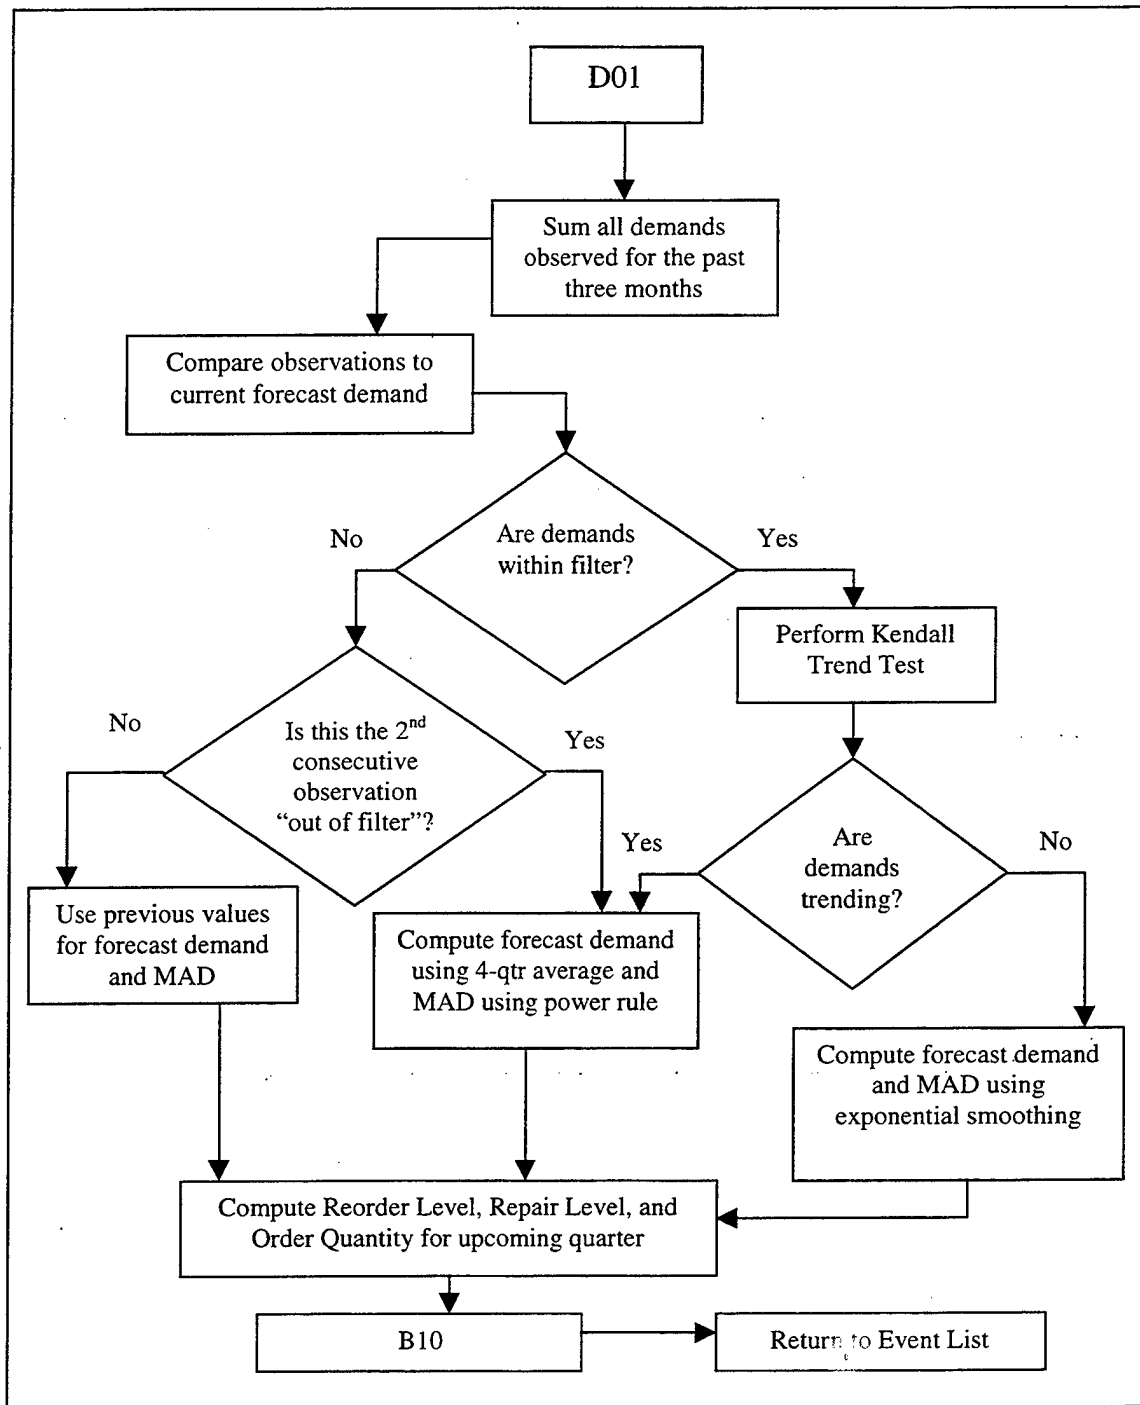 D01
Sum all demands
observed for the past
three months
Compare observations to
current forecast demand
Are demands
within filter?
No
Yes
Perform Kendall
Trend Test
Is this the 2nd
consecutive
observation
“out of filter”?
No
Yes
Are
demands
trending?
Yes
No
Use previous values
for forecast demand
and MAD
Compute forecast demand
using 4-qtr average and
MAD using power rule
Compute forecast demand
and MAD using
exponential smoothing
Compute Reorder Level, Repair Level, and
Order Quantity for upcoming quarter
B10
Return to Event List